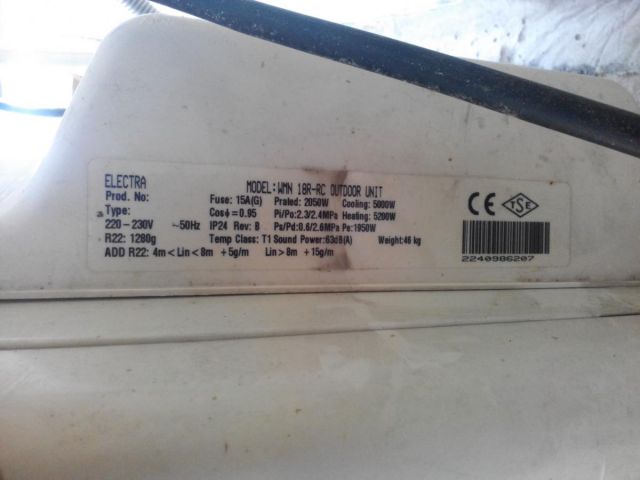 ELECTRA MODEL:WMN 18R-RC OUTDOOR UNIT
Prod. No: Fuse: 15A(G) Prated: 2050W Cooling: 5000W
Type: Cosϕ=0.95 Pi/Po:2.3/2.4MPa Heating: 5200W
220-230V ~50Hz IP24 Rev: B Ps/Pd:0.6/2.6MPa Pe: 1950W
R22: 1280g Temp Class: T1 Sound Power:63dB(A) Weight:46 kg
ADD R22: 4m<Lin<8m +5g/m Lin>8m +15g/m
CE TSE
2240986207